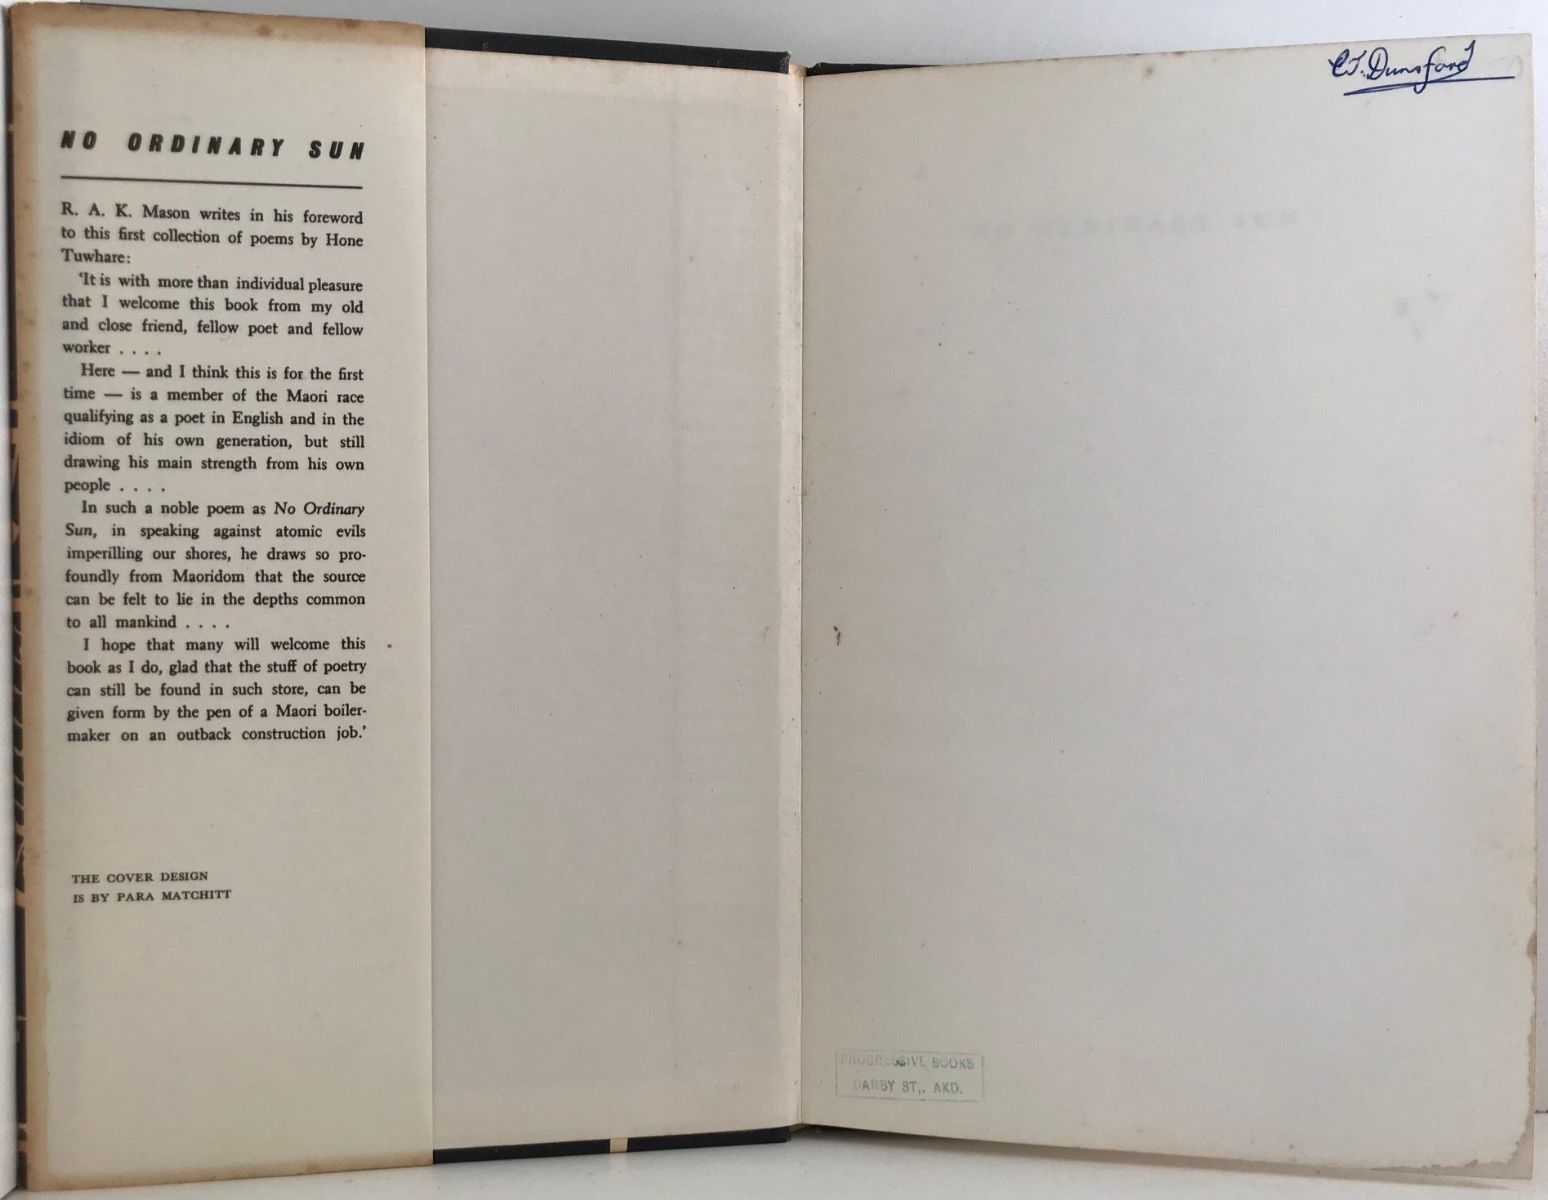 NO ORDINARY SUN
R. A. K. Mason writes in his foreword
to this first collection of poems by Hone
Tuwhare:
'It is with more than individual pleasure
that I welcome this book from my old
and close friend, fellow poet and fellow
worker . . . .
Here — and I think this is for the first
time — is a member of the Maori race
qualifying as a poet in English and in the
idiom of his own generation, but still
drawing his main strength from his own
people . . . .
In such a noble poem as No Ordinary
Sun, in speaking against atomic evils
imperilling our shores, he draws so pro-
foundly from Maoridom that the source
can be felt to lie in the depths common
to all mankind . . . .
I hope that many will welcome this
book as I do, glad that the stuff of poetry
can still be found in such store, can be
given form by the pen of a Maori boiler-
maker on an outback construction job.'
THE COVER DESIGN
IS BY PARA MATCHITT
C.J. Dunsford
NO ORDINARY SUN
PROGRESSIVE BOOKS
DARBY ST,. AKD.